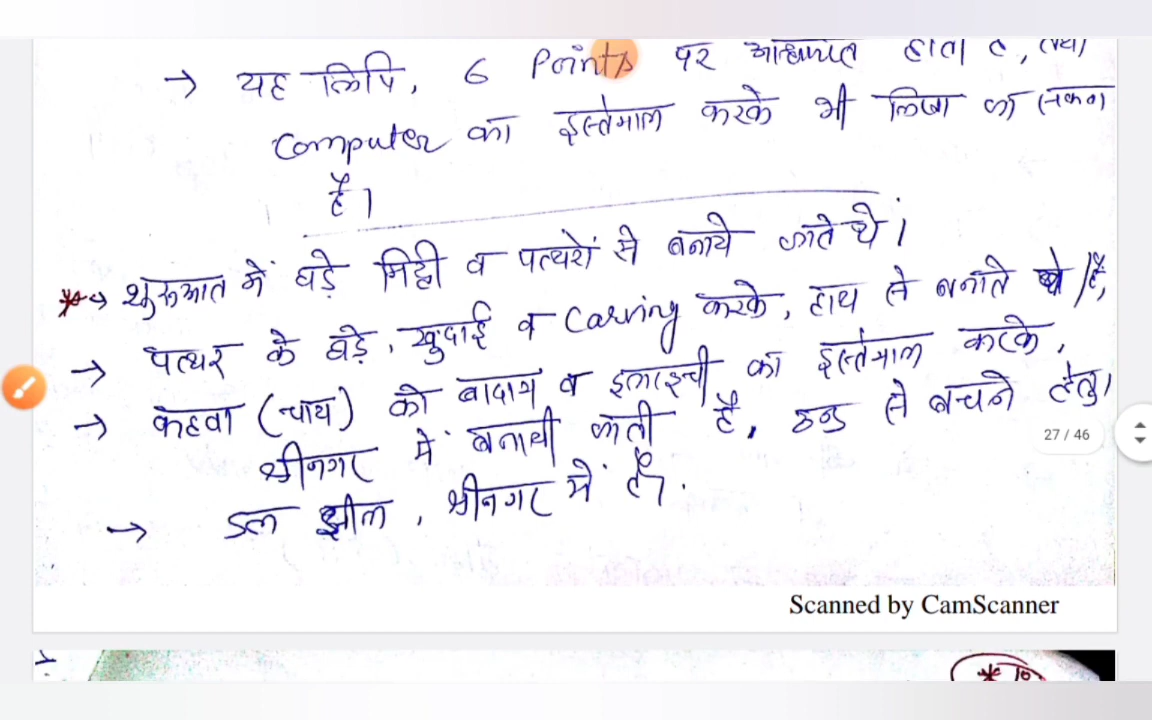 → यह लिपि, 6 Points पर आधारित होता है, तथा
Computer का इस्तेमाल करके भी लिखा जा सकता
है।
*→ शुरुआत में घड़े मिट्टी व पत्थरों से बनाये जाते थे।
→ पत्थर के घड़े, खुदाई व Carving करके, हाथ से बनाते है,
→ कहवा (चाय) को बादाम व इलाइची का इस्तेमाल करके,
श्रीनगर में बनायी जाती है, ठन्ड से बचने हेतु।
→ डल झील, श्रीनगर में है।
27 / 46
Scanned by CamScanner